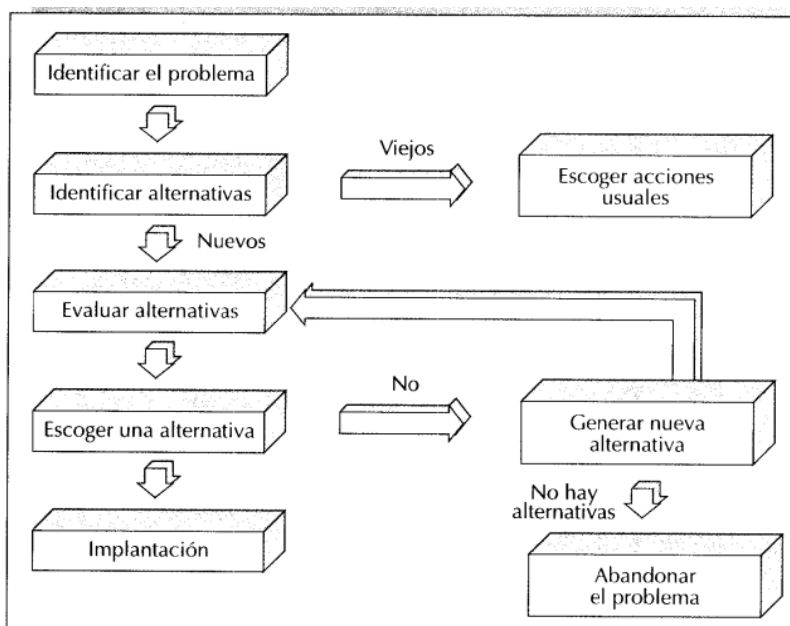 Identificar el problema
Viejos
Identificar alternativas
Escoger acciones
usuales
Nuevos
Evaluar alternativas
No
Escoger una alternativa
Generar nueva
alternativa
No hay
alternativas
Implantación
Abandonar
el problema